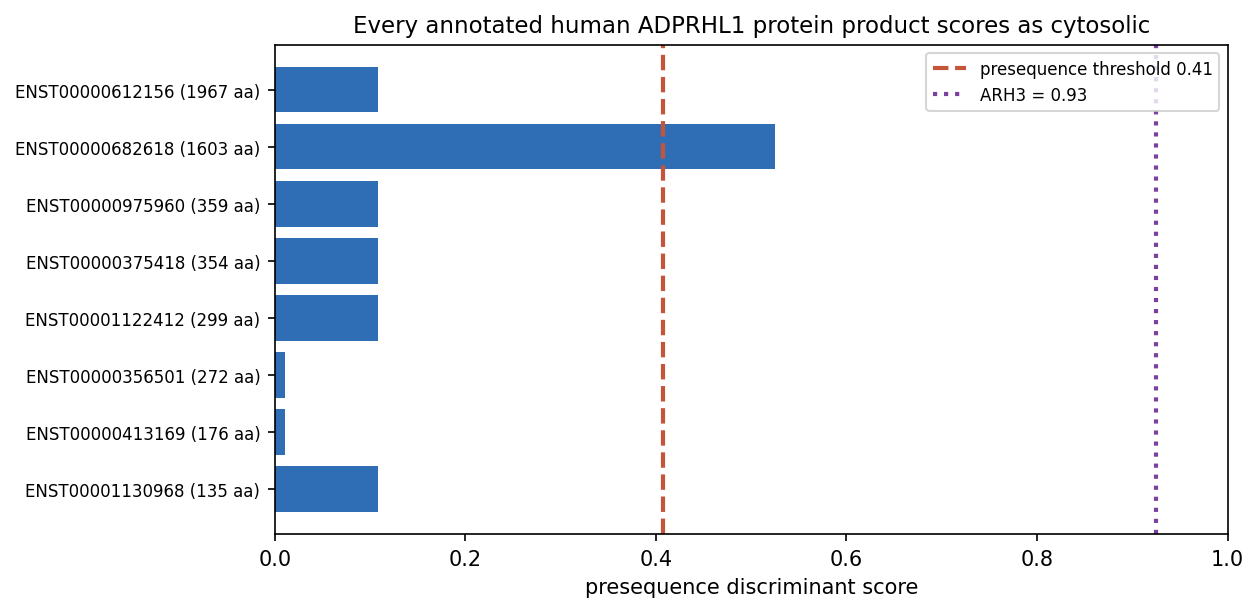 Every annotated human ADPRHL1 protein product scores as cytosolic
presequence threshold 0.41
ARH3 = 0.93
ENST00000612156 (1967 aa)
ENST00000682618 (1603 aa)
ENST00000975960 (359 aa)
ENST00000375418 (354 aa)
ENST00001122412 (299 aa)
ENST00000356501 (272 aa)
ENST00000413169 (176 aa)
ENST00001130968 (135 aa)
0.0 0.2 0.4 0.6 0.8 1.0
presequence discriminant score